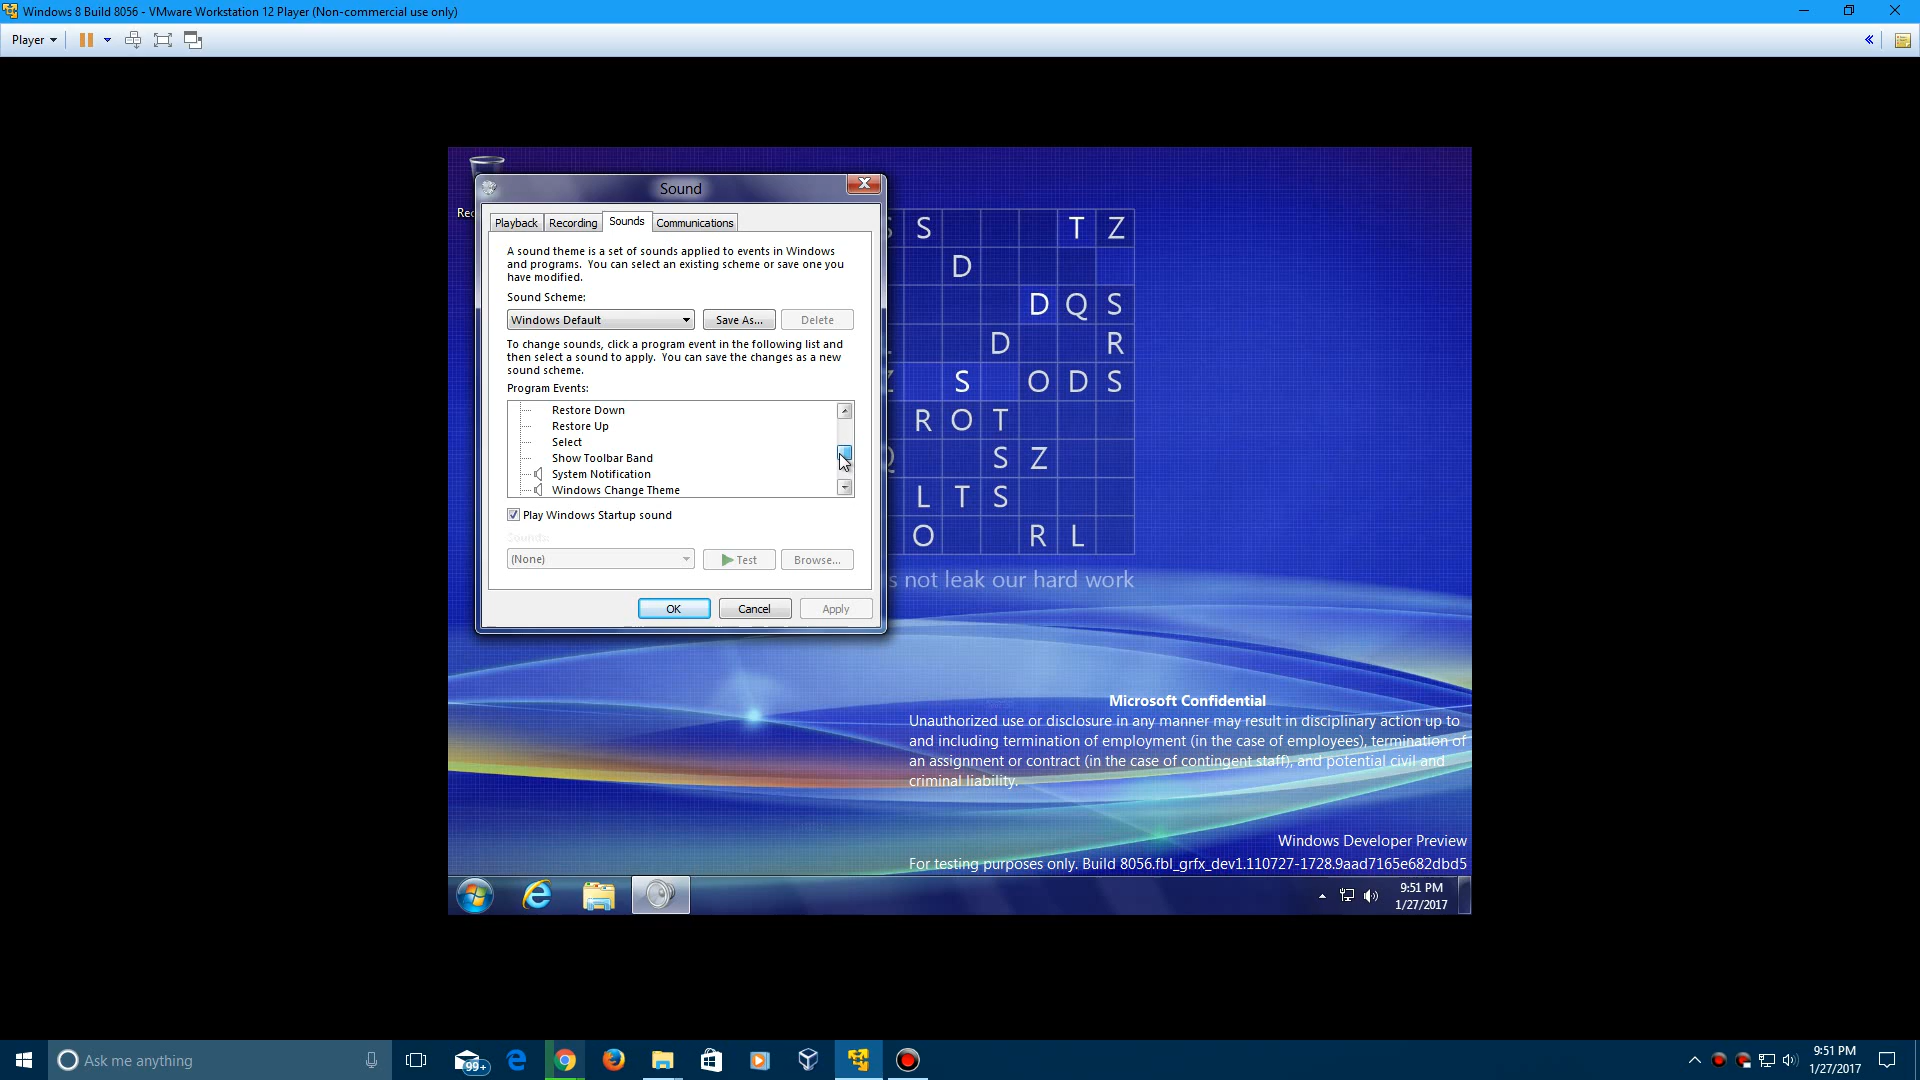 Windows 8 Build 8056 - VMware Workstation 12 Player (Non-commercial use only)
Player
Sound
Playback Recording Sounds Communications
A sound theme is a set of sounds applied to events in Windows
and programs. You can select an existing scheme or save one you
have modified.
Sound Scheme:
Windows Default Save As... Delete
To change sounds, click a program event in the following list and
then select a sound to apply. You can save the changes as a new
sound scheme.
Program Events:
Restore Down
Restore Up
Select
Show Toolbar Band
System Notification
Windows Change Theme
Play Windows Startup sound
Sounds:
(None) Test Browse...
OK Cancel Apply
S T Z
D
D Q S
D R
S O D S
R O T
S Z
L T S
O R L
not leak our hard work
Microsoft Confidential
Unauthorized use or disclosure in any manner may result in disciplinary action up to
and including termination of employment (in the case of employees), termination of
an assignment or contract (in the case of contingent staff), and potential civil and
criminal liability.
Windows Developer Preview
For testing purposes only. Build 8056.fbl_grfx_dev1.110727-1728.9aad7165e682dbd5
9:51 PM
1/27/2017
Ask me anything
99+
9:51 PM
1/27/2017